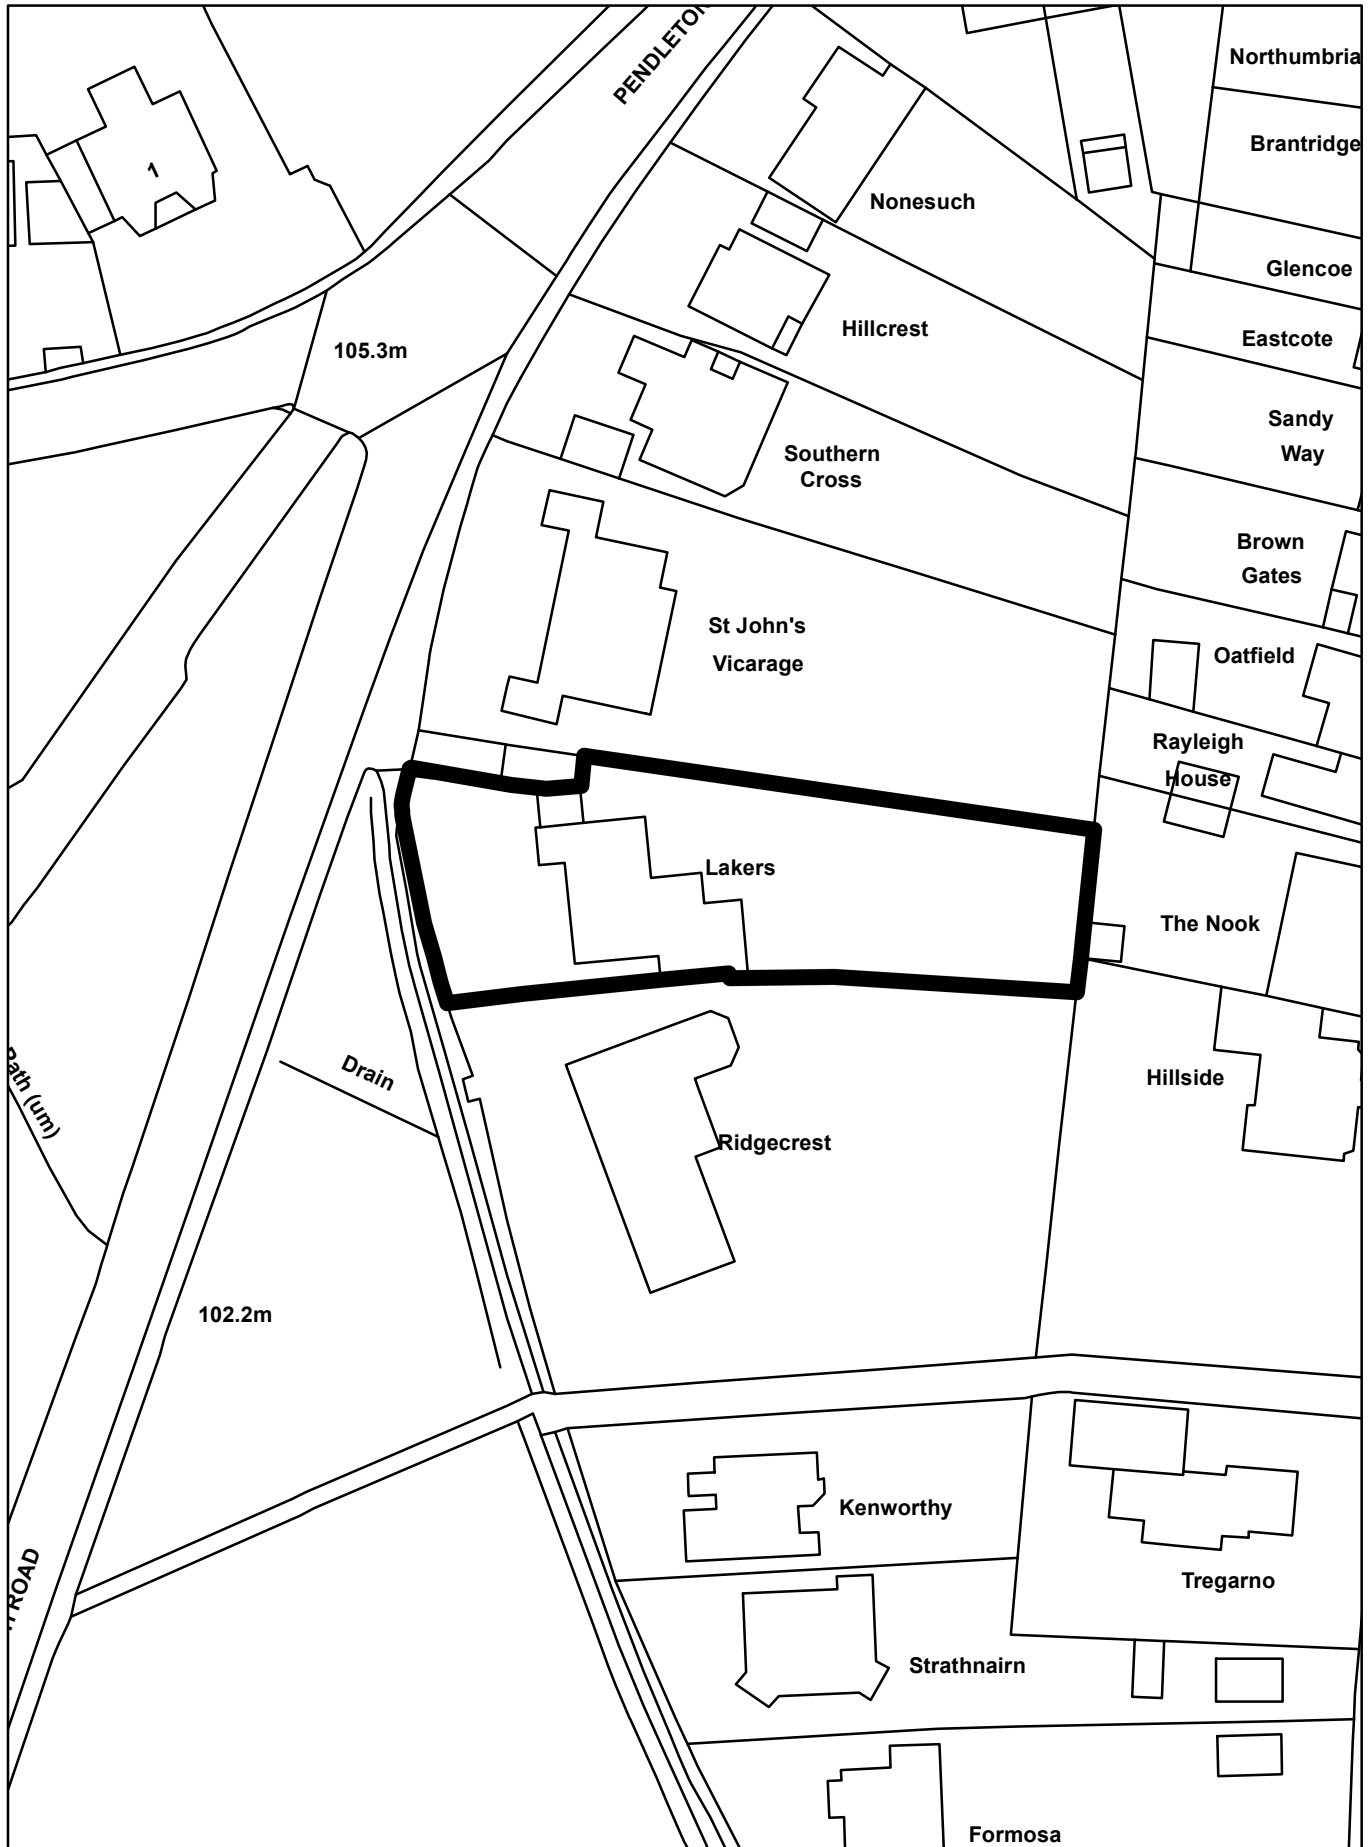 PENDLETON
Northumbria
Brantridge
1
Nonesuch
Glencoe
Hillcrest
Eastcote
105.3m
Sandy
Way
Southern
Cross
Brown
Gates
St John's
Vicarage
Oatfield
Rayleigh
House
Lakers
The Nook
Drain
Path (um)
Hillside
Ridgecrest
102.2m
Kenworthy
ROAD
Tregarno
Strathnairn
Formosa